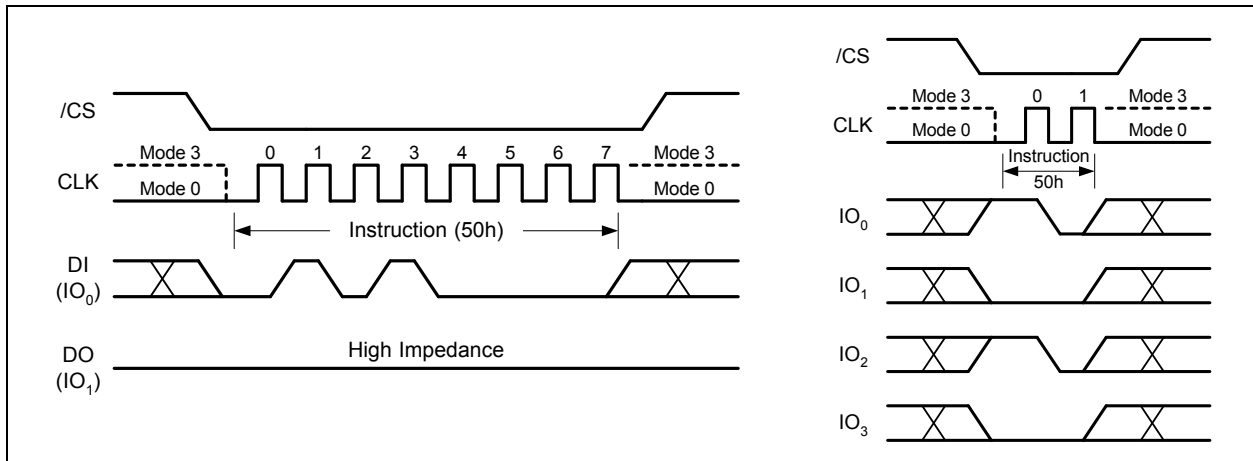 /CS
Mode 3
0 1 2 3 4 5 6 7
Mode 3
CLK
Mode 0
Mode 0
Instruction (50h)
DI
(IO0)
High Impedance
DO
(IO1)
/CS
Mode 3
0 1
Mode 3
CLK
Mode 0
Mode 0
Instruction
50h
IO0
IO1
IO2
IO3